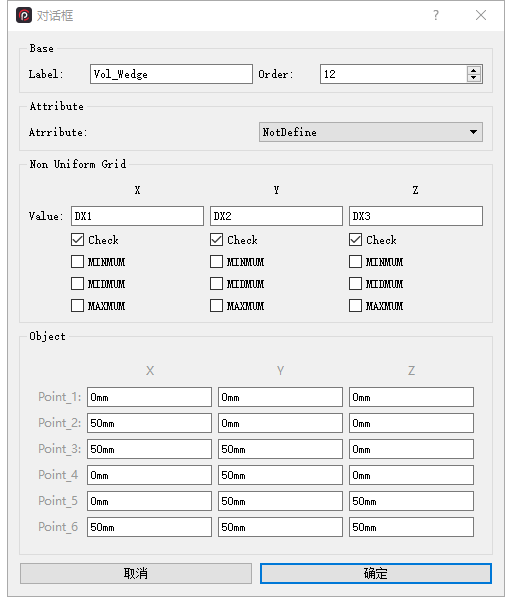 对话框
Base
Label: Vol_Wedge Order: 12
Attribute
Atrribute: NotDefine
Non Uniform Grid
X Y Z
Value: DX1 DX2 DX3
Check Check Check
MINMUM MINMUM MINMUM
MIDMUM MIDMUM MIDMUM
MAXMUM MAXMUM MAXMUM
Object
X Y Z
Point_1: 0mm 0mm 0mm
Point_2: 50mm 0mm 0mm
Point_3: 50mm 50mm 0mm
Point_4 0mm 50mm 0mm
Point_5 0mm 50mm 50mm
Point_6 50mm 50mm 50mm
取消 确定